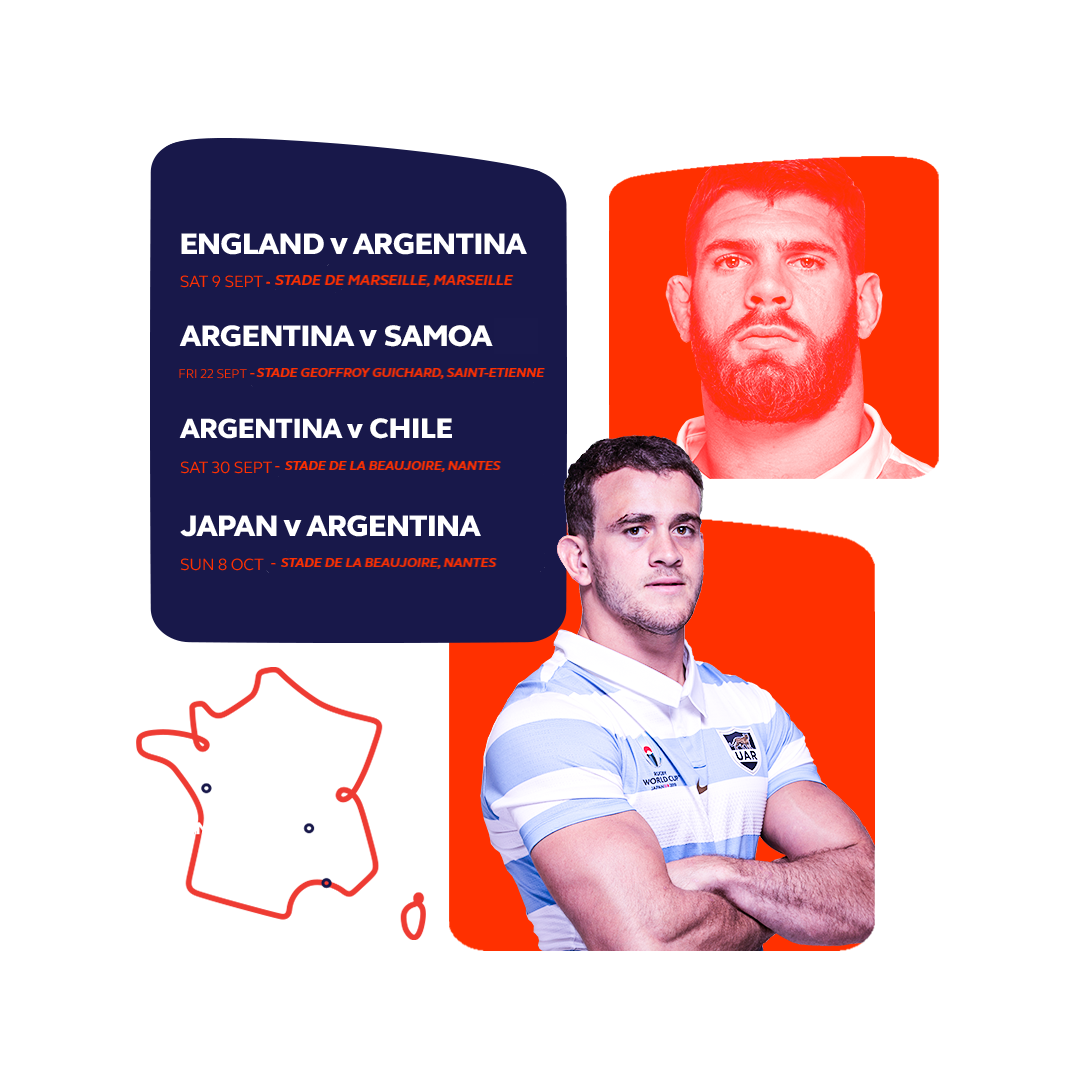 ENGLAND v ARGENTINA
SAT 9 SEPT - STADE DE MARSEILLE, MARSEILLE
ARGENTINA v SAMOA
FRI 22 SEPT - STADE GEOFFROY GUICHARD, SAINT-ETIENNE
ARGENTINA v CHILE
SAT 30 SEPT - STADE DE LA BEAUJOIRE, NANTES
JAPAN v ARGENTINA
SUN 8 OCT - STADE DE LA BEAUJOIRE, NANTES
UAR
RUGBY
WORLD CUP